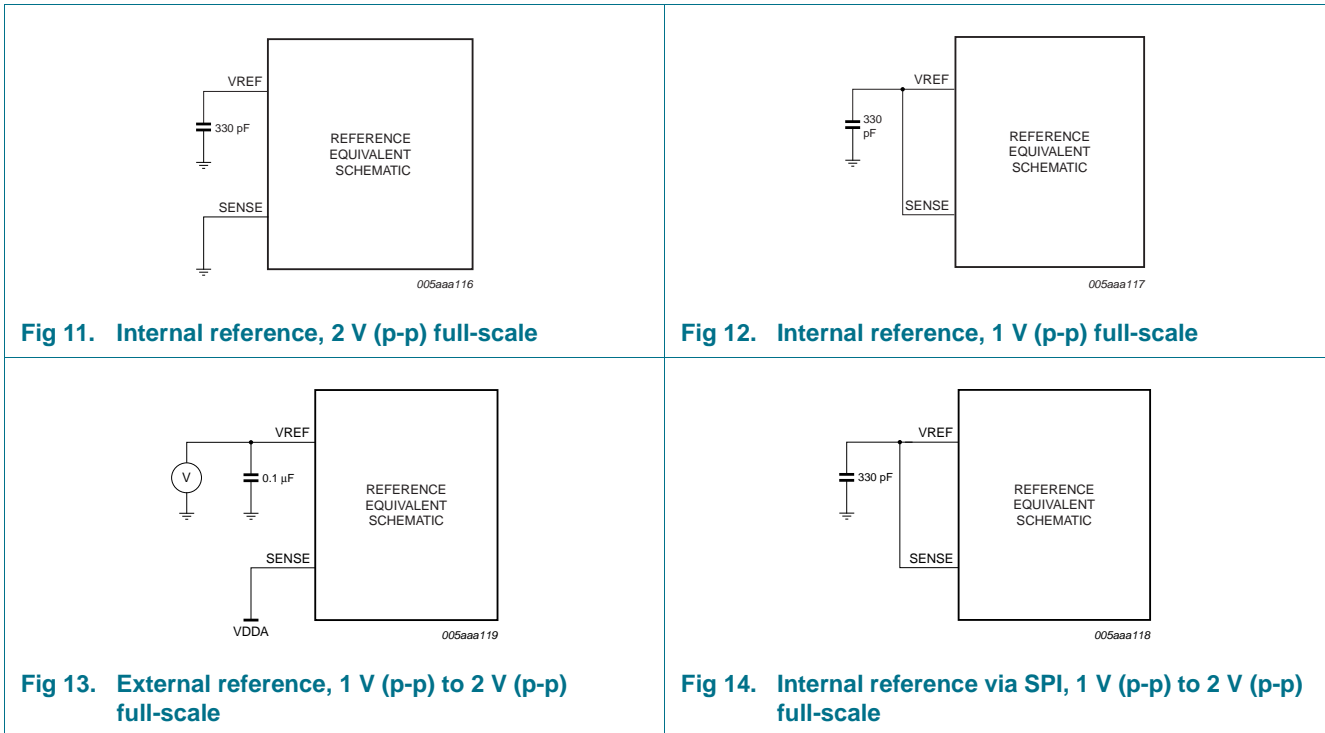 VREF
330 pF
REFERENCE
EQUIVALENT
SCHEMATIC
SENSE
005aaa116
Fig 11. Internal reference, 2 V (p-p) full-scale
VREF
330
pF
REFERENCE
EQUIVALENT
SCHEMATIC
SENSE
005aaa117
Fig 12. Internal reference, 1 V (p-p) full-scale
VREF
V
0.1 μF
REFERENCE
EQUIVALENT
SCHEMATIC
SENSE
VDDA
005aaa119
Fig 13. External reference, 1 V (p-p) to 2 V (p-p)
full-scale
VREF
330 pF
REFERENCE
EQUIVALENT
SCHEMATIC
SENSE
005aaa118
Fig 14. Internal reference via SPI, 1 V (p-p) to 2 V (p-p)
full-scale